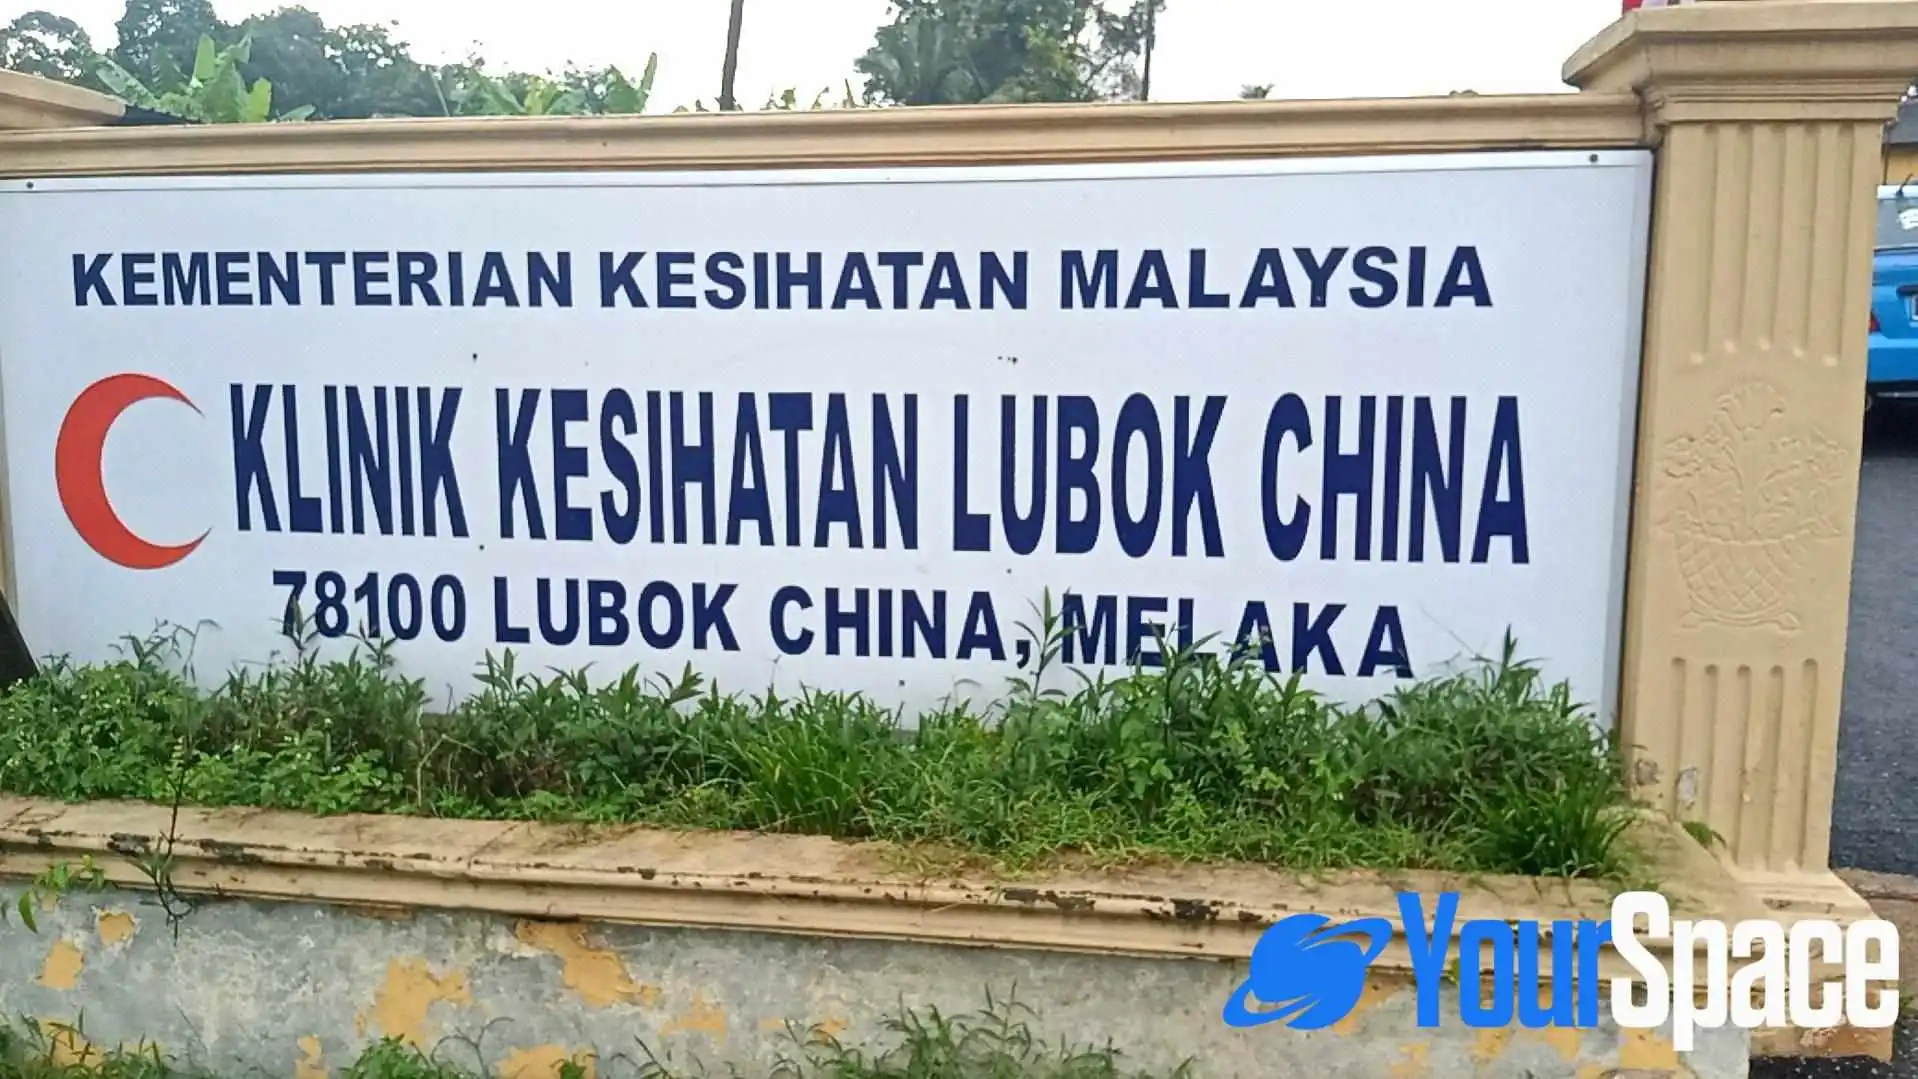 KEMENTERIAN KESIHATAN MALAYSIA
KLINIK KESIHATAN LUBOK CHINA
78100 LUBOK CHINA, MELAKA
YourSpace